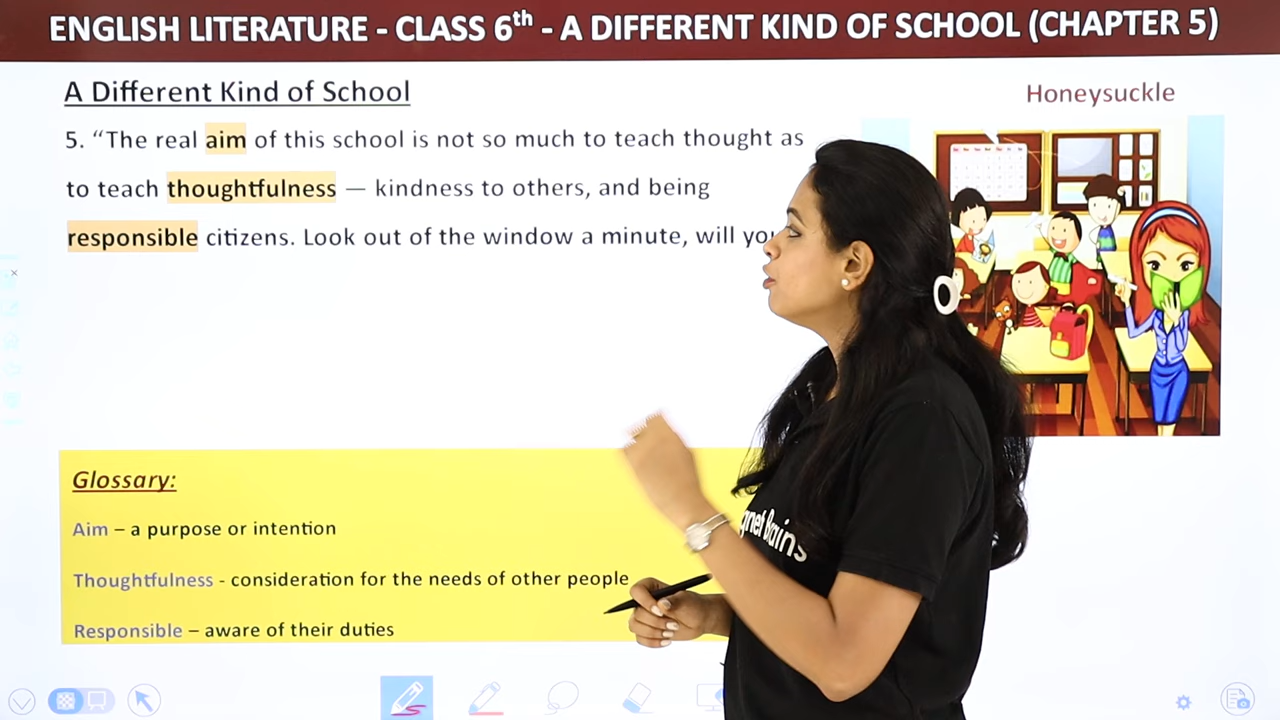 ENGLISH LITERATURE - CLASS 6th - A DIFFERENT KIND OF SCHOOL (CHAPTER 5)
A Different Kind of School
Honeysuckle
5. “The real aim of this school is not so much to teach thought as
to teach thoughtfulness — kindness to others, and being
responsible citizens. Look out of the window a minute, will
Glossary:
Aim – a purpose or intention
Thoughtfulness - consideration for the needs of other people
Responsible – aware of their duties
Brains